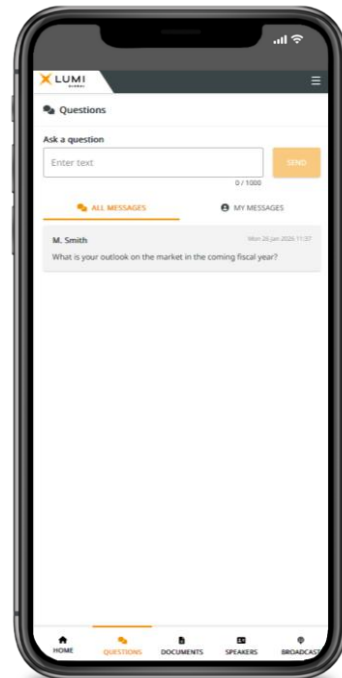 LUMI
GLOBAL
Questions
Ask a question
Enter text
SEND
0 / 1000
ALL MESSAGES
MY MESSAGES
M. Smith
Mon 26 Jan 2026 11:37
What is your outlook on the market in the coming fiscal year?
HOME
QUESTIONS
DOCUMENTS
SPEAKERS
BROADCAST